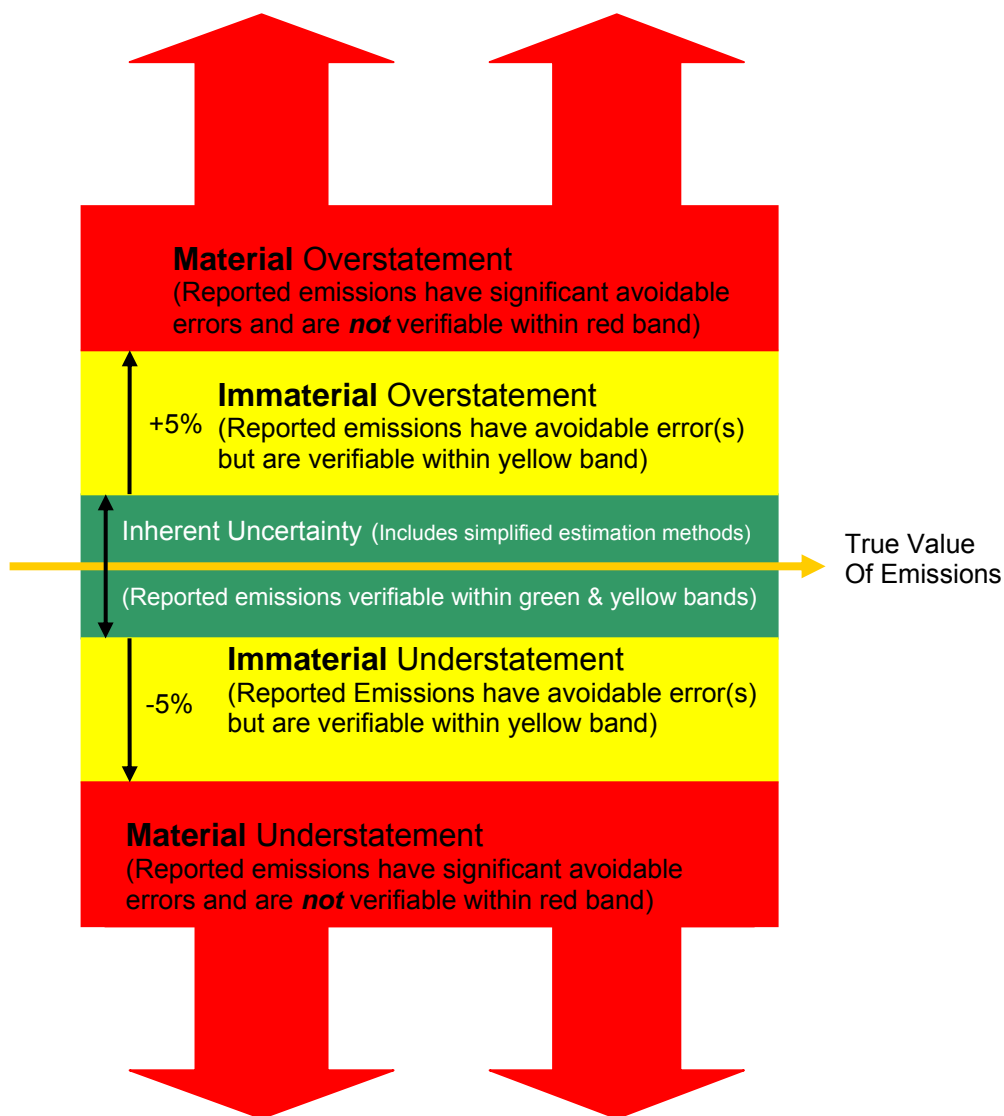 Material Overstatement
(Reported emissions have significant avoidable
errors and are not verifiable within red band)
Immaterial Overstatement
+5%
(Reported emissions have avoidable error(s)
but are verifiable within yellow band)
Inherent Uncertainty (Includes simplified estimation methods)
True Value
Of Emissions
(Reported emissions verifiable within green & yellow bands)
Immaterial Understatement
(Reported Emissions have avoidable error(s)
-5%
but are verifiable within yellow band)
Material Understatement
(Reported emissions have significant avoidable
errors and are not verifiable within red band)